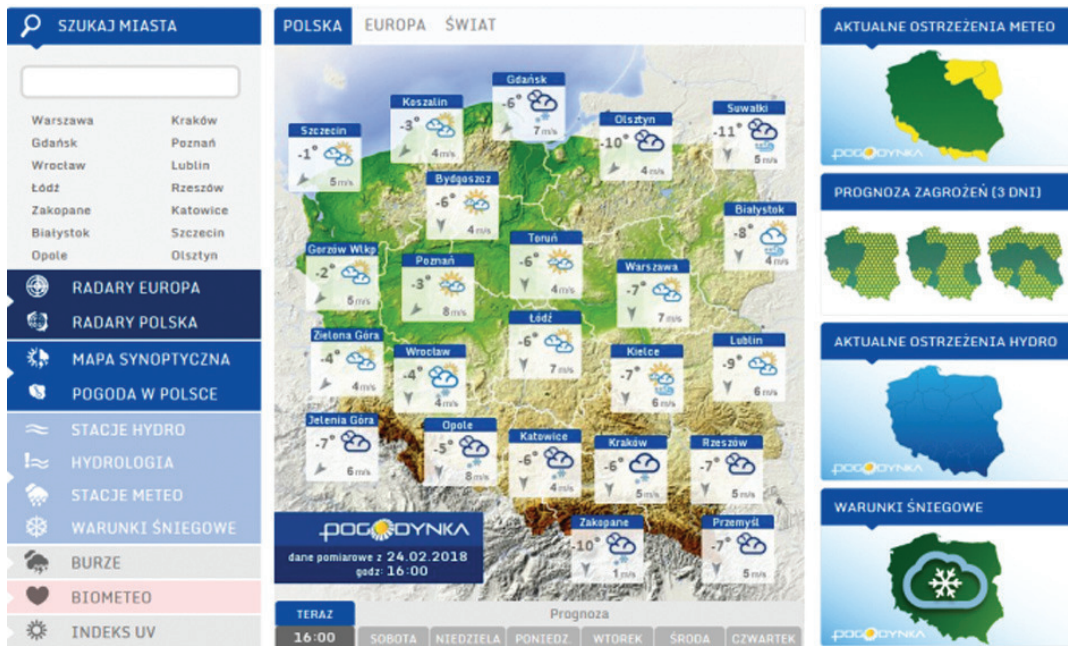 SZUKAJ MIASTA
Warszawa Kraków
Gdańsk Poznań
Wrocław Lublin
Łódź Rzeszów
Zakopane Katowice
Białystok Szczecin
Opole Olsztyn
RADARY EUROPA
RADARY POLSKA
MAPA SYNOPTYCZNA
POGODA W POLSCE
STACJE HYDRO
HYDROLOGIA
STACJE METEO
WARUNKI ŚNIEGOWE
BURZE
BIOMETEO
INDEKS UV
POLSKA EUROPA ŚWIAT
Gdańsk
-6°
7 m/s
Koszalin
-3°
4 m/s
Suwałki
-11°
5 m/s
Olsztyn
-10°
4 m/s
Szczecin
-1°
5 m/s
Bydgoszcz
-6°
4 m/s
Białystok
-8°
4 m/s
Toruń
-6°
4 m/s
Gorzów Wlkp
-2°
5 m/s
Poznań
-3°
8 m/s
Warszawa
-7°
7 m/s
Łódź
-6°
7 m/s
Zielona Góra
-4°
4 m/s
Wrocław
-4°
4 m/s
Kielce
-7°
6 m/s
Lublin
-9°
6 m/s
Jelenia Góra
-7°
6 m/s
Opole
-5°
8 m/s
Katowice
-6°
4 m/s
Kraków
-6°
5 m/s
Rzeszów
-7°
5 m/s
Zakopane
-10°
1 m/s
Przemyśl
-7°
5 m/s
POGODYNKA
dane pomiarowe z 24.02.2018
godz: 16:00
TERAZ Prognoza
16:00 SOBOTA NIEDZIELA PONIEDZ. WTOREK ŚRODA CZWARTEK
AKTUALNE OSTRZEŻENIA METEO
POGODYNKA
PROGNOZA ZAGROŻEŃ (3 DNI)
AKTUALNE OSTRZEŻENIA HYDRO
POGODYNKA
WARUNKI ŚNIEGOWE
POGODYNKA